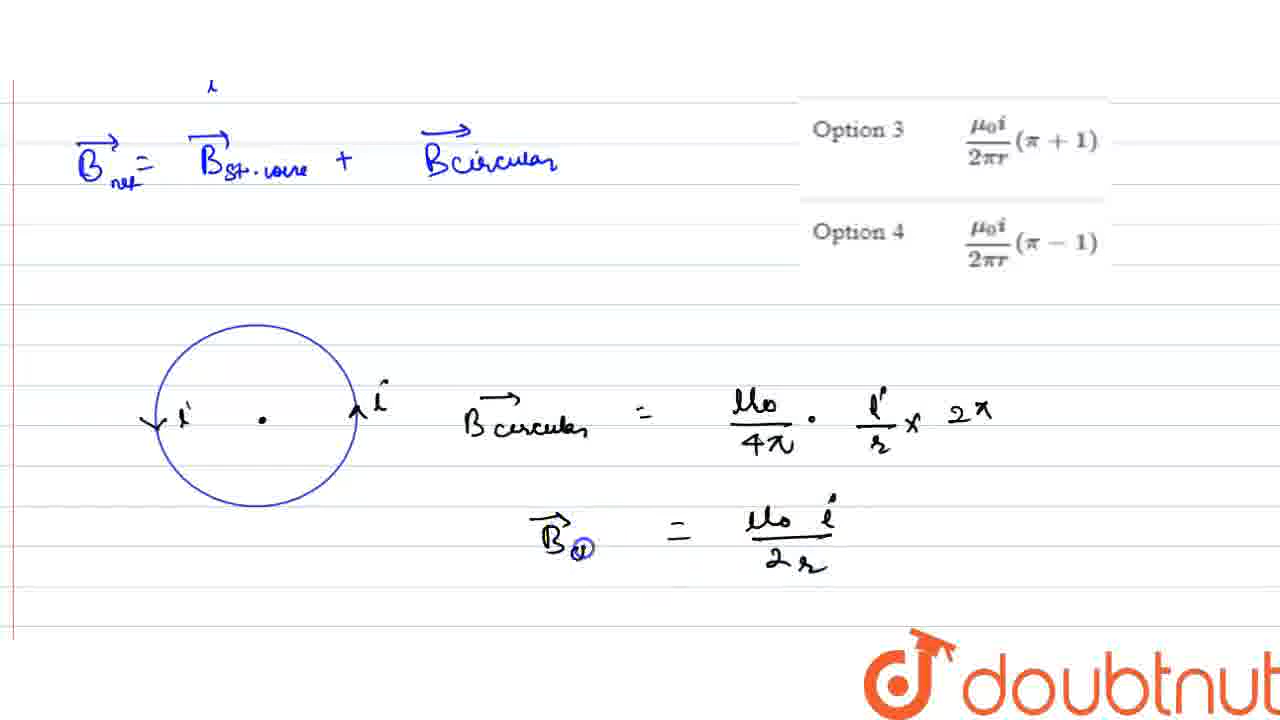 i
B net = B st. wire + B circular
Option 3 μ₀i/2πr (π + 1)
Option 4 μ₀i/2πr (π − 1)
i i
B circular = μ₀/4π · i/r × 2π
B = μ₀ i/2r
doubtnut